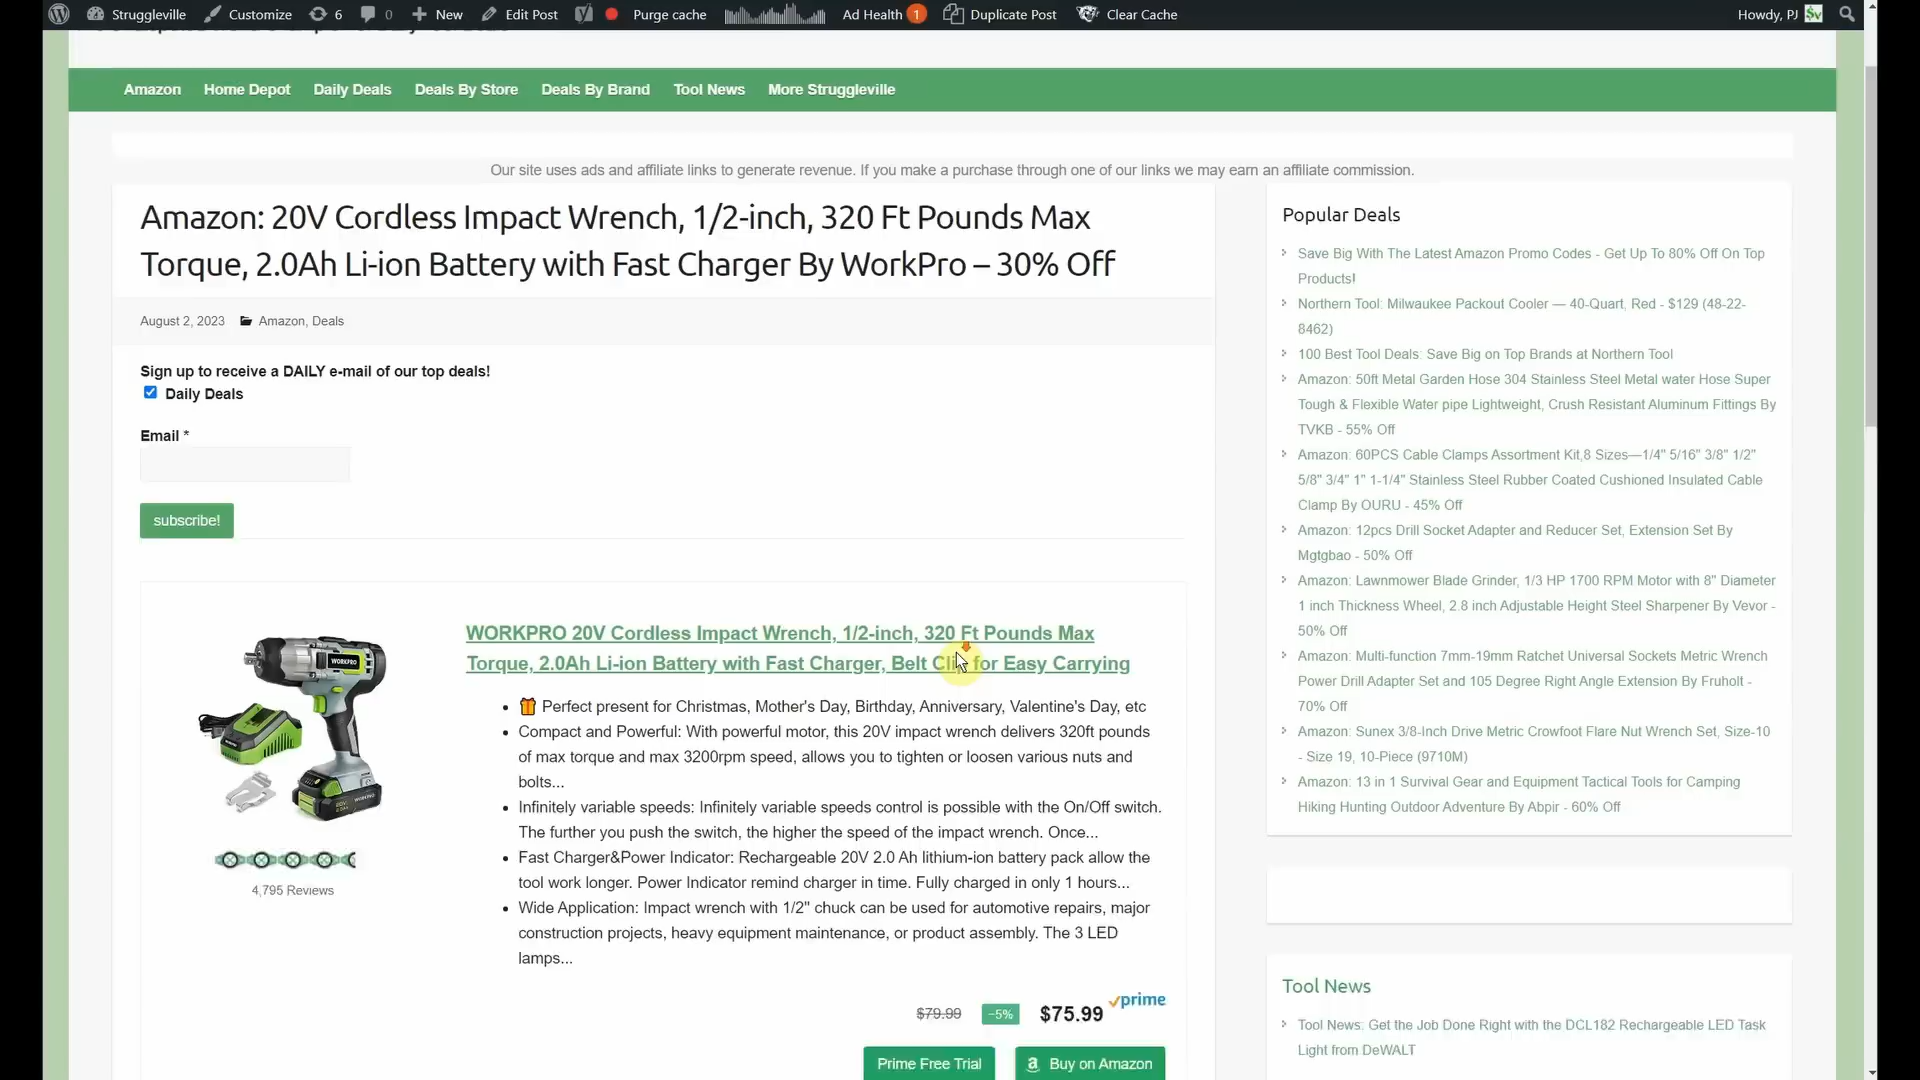 Struggleville Customize 6 0 New Edit Post Purge cache Ad Health 1 Duplicate Post Clear Cache Howdy, PJ
Amazon Home Depot Daily Deals Deals By Store Deals By Brand Tool News More Struggleville
Our site uses ads and affiliate links to generate revenue. If you make a purchase through one of our links we may earn an affiliate commission.
Amazon: 20V Cordless Impact Wrench, 1/2-inch, 320 Ft Pounds Max
Torque, 2.0Ah Li-ion Battery with Fast Charger By WorkPro – 30% Off
August 2, 2023 Amazon, Deals
Sign up to receive a DAILY e-mail of our top deals!
Daily Deals
Email *
subscribe!
WORKPRO
20V
4,795 Reviews
WORKPRO 20V Cordless Impact Wrench, 1/2-inch, 320 Ft Pounds Max
Torque, 2.0Ah Li-ion Battery with Fast Charger, Belt Clip for Easy Carrying
Perfect present for Christmas, Mother's Day, Birthday, Anniversary, Valentine's Day, etc
Compact and Powerful: With powerful motor, this 20V impact wrench delivers 320ft pounds
of max torque and max 3200rpm speed, allows you to tighten or loosen various nuts and
bolts...
Infinitely variable speeds: Infinitely variable speeds control is possible with the On/Off switch.
The further you push the switch, the higher the speed of the impact wrench. Once...
Fast Charger&Power Indicator: Rechargeable 20V 2.0 Ah lithium-ion battery pack allow the
tool work longer. Power Indicator remind charger in time. Fully charged in only 1 hours...
Wide Application: Impact wrench with 1/2" chuck can be used for automotive repairs, major
construction projects, heavy equipment maintenance, or product assembly. The 3 LED
lamps...
$79.99 −5% $75.99 prime
Prime Free Trial Buy on Amazon
Popular Deals
Save Big With The Latest Amazon Promo Codes - Get Up To 80% Off On Top
Products!
Northern Tool: Milwaukee Packout Cooler — 40-Quart, Red - $129 (48-22-
8462)
100 Best Tool Deals: Save Big on Top Brands at Northern Tool
Amazon: 50ft Metal Garden Hose 304 Stainless Steel Metal water Hose Super
Tough & Flexible Water pipe Lightweight, Crush Resistant Aluminum Fittings By
TVKB - 55% Off
Amazon: 60PCS Cable Clamps Assortment Kit,8 Sizes—1/4" 5/16" 3/8" 1/2"
5/8" 3/4" 1" 1-1/4" Stainless Steel Rubber Coated Cushioned Insulated Cable
Clamp By OURU - 45% Off
Amazon: 12pcs Drill Socket Adapter and Reducer Set, Extension Set By
Mgtgbao - 50% Off
Amazon: Lawnmower Blade Grinder, 1/3 HP 1700 RPM Motor with 8" Diameter
1 inch Thickness Wheel, 2.8 inch Adjustable Height Steel Sharpener By Vevor -
50% Off
Amazon: Multi-function 7mm-19mm Ratchet Universal Sockets Metric Wrench
Power Drill Adapter Set and 105 Degree Right Angle Extension By Fruholt -
70% Off
Amazon: Sunex 3/8-Inch Drive Metric Crowfoot Flare Nut Wrench Set, Size-10
- Size 19, 10-Piece (9710M)
Amazon: 13 in 1 Survival Gear and Equipment Tactical Tools for Camping
Hiking Hunting Outdoor Adventure By Abpir - 60% Off
Tool News
Tool News: Get the Job Done Right with the DCL182 Rechargeable LED Task
Light from DeWALT